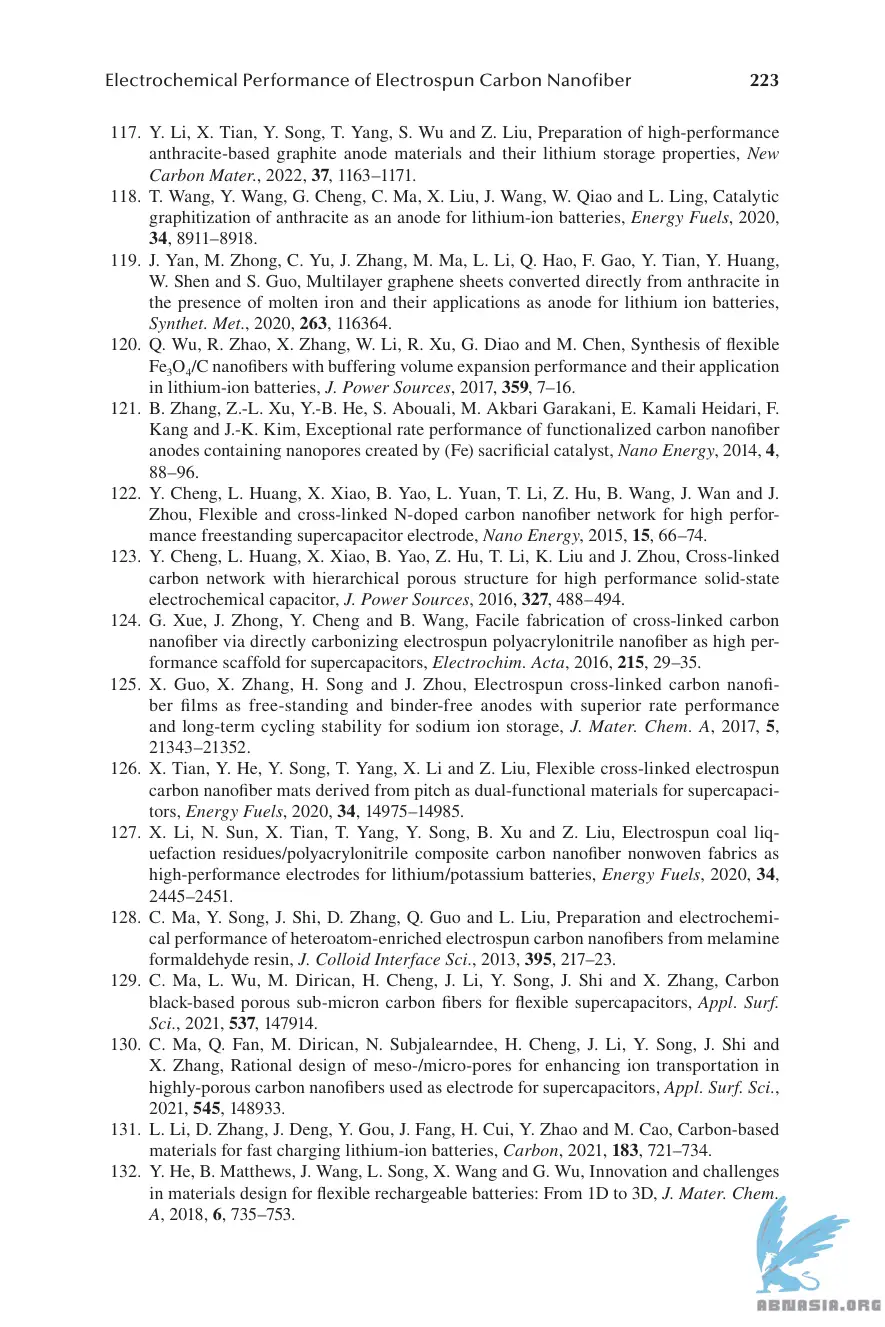 Electrochemical Performance of Electrospun Carbon Nanofiber 223
117. Y. Li, X. Tian, Y. Song, T. Yang, S. Wu and Z. Liu, Preparation of high-performance
anthracite-based graphite anode materials and their lithium storage properties, New
Carbon Mater., 2022, 37, 1163–1171.
118. T. Wang, Y. Wang, G. Cheng, C. Ma, X. Liu, J. Wang, W. Qiao and L. Ling, Catalytic
graphitization of anthracite as an anode for lithium-ion batteries, Energy Fuels, 2020,
34, 8911–8918.
119. J. Yan, M. Zhong, C. Yu, J. Zhang, M. Ma, L. Li, Q. Hao, F. Gao, Y. Tian, Y. Huang,
W. Shen and S. Guo, Multilayer graphene sheets converted directly from anthracite in
the presence of molten iron and their applications as anode for lithium ion batteries,
Synthet. Met., 2020, 263, 116364.
120. Q. Wu, R. Zhao, X. Zhang, W. Li, R. Xu, G. Diao and M. Chen, Synthesis of flexible
Fe₃O₄/C nanofibers with buffering volume expansion performance and their application
in lithium-ion batteries, J. Power Sources, 2017, 359, 7–16.
121. B. Zhang, Z.-L. Xu, Y.-B. He, S. Abouali, M. Akbari Garakani, E. Kamali Heidari, F.
Kang and J.-K. Kim, Exceptional rate performance of functionalized carbon nanofiber
anodes containing nanopores created by (Fe) sacrificial catalyst, Nano Energy, 2014, 4,
88–96.
122. Y. Cheng, L. Huang, X. Xiao, B. Yao, L. Yuan, T. Li, Z. Hu, B. Wang, J. Wan and J.
Zhou, Flexible and cross-linked N-doped carbon nanofiber network for high perfor-
mance freestanding supercapacitor electrode, Nano Energy, 2015, 15, 66–74.
123. Y. Cheng, L. Huang, X. Xiao, B. Yao, Z. Hu, T. Li, K. Liu and J. Zhou, Cross-linked
carbon network with hierarchical porous structure for high performance solid-state
electrochemical capacitor, J. Power Sources, 2016, 327, 488–494.
124. G. Xue, J. Zhong, Y. Cheng and B. Wang, Facile fabrication of cross-linked carbon
nanofiber via directly carbonizing electrospun polyacrylonitrile nanofiber as high per-
formance scaffold for supercapacitors, Electrochim. Acta, 2016, 215, 29–35.
125. X. Guo, X. Zhang, H. Song and J. Zhou, Electrospun cross-linked carbon nanofi-
ber films as free-standing and binder-free anodes with superior rate performance
and long-term cycling stability for sodium ion storage, J. Mater. Chem. A, 2017, 5,
21343–21352.
126. X. Tian, Y. He, Y. Song, T. Yang, X. Li and Z. Liu, Flexible cross-linked electrospun
carbon nanofiber mats derived from pitch as dual-functional materials for supercapaci-
tors, Energy Fuels, 2020, 34, 14975–14985.
127. X. Li, N. Sun, X. Tian, T. Yang, Y. Song, B. Xu and Z. Liu, Electrospun coal liq-
uefaction residues/polyacrylonitrile composite carbon nanofiber nonwoven fabrics as
high-performance electrodes for lithium/potassium batteries, Energy Fuels, 2020, 34,
2445–2451.
128. C. Ma, Y. Song, J. Shi, D. Zhang, Q. Guo and L. Liu, Preparation and electrochemi-
cal performance of heteroatom-enriched electrospun carbon nanofibers from melamine
formaldehyde resin, J. Colloid Interface Sci., 2013, 395, 217–23.
129. C. Ma, L. Wu, M. Dirican, H. Cheng, J. Li, Y. Song, J. Shi and X. Zhang, Carbon
black-based porous sub-micron carbon fibers for flexible supercapacitors, Appl. Surf.
Sci., 2021, 537, 147914.
130. C. Ma, Q. Fan, M. Dirican, N. Subjalearndee, H. Cheng, J. Li, Y. Song, J. Shi and
X. Zhang, Rational design of meso-/micro-pores for enhancing ion transportation in
highly-porous carbon nanofibers used as electrode for supercapacitors, Appl. Surf. Sci.,
2021, 545, 148933.
131. L. Li, D. Zhang, J. Deng, Y. Gou, J. Fang, H. Cui, Y. Zhao and M. Cao, Carbon-based
materials for fast charging lithium-ion batteries, Carbon, 2021, 183, 721–734.
132. Y. He, B. Matthews, J. Wang, L. Song, X. Wang and G. Wu, Innovation and challenges
in materials design for flexible rechargeable batteries: From 1D to 3D, J. Mater. Chem.
A, 2018, 6, 735–753.
ABNASIA.ORG